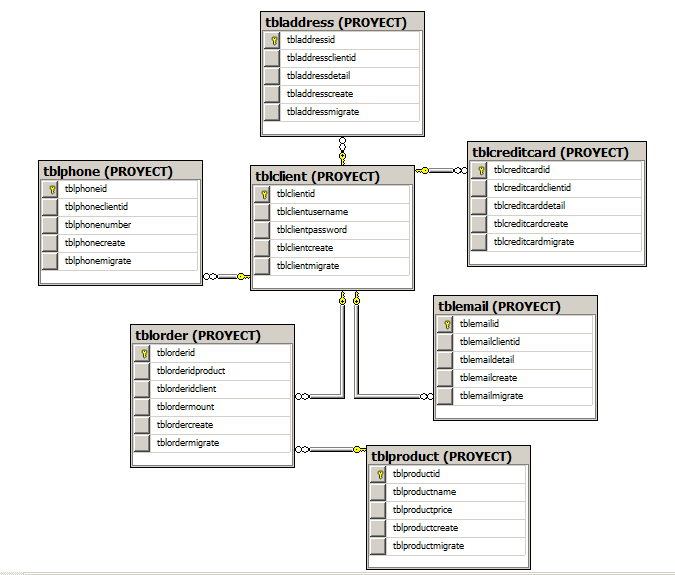 tbladdress (PROYECT)
tbladdressid
tbladdressclientid
tbladdressdetail
tbladdresscreate
tbladdressmigrate
tblphone (PROYECT)
tblphoneid
tblphoneclientid
tblphonenumber
tblphonecreate
tblphonemigrate
tblclient (PROYECT)
tblclientid
tblclientusername
tblclientpassword
tblclientcreate
tblclientmigrate
tblcreditcard (PROYECT)
tblcreditcardid
tblcreditcardclientid
tblcreditcarddetail
tblcreditcardcreate
tblcreditcardmigrate
tblorder (PROYECT)
tblorderid
tblorderidproduct
tblorderidclient
tblordermount
tblordercreate
tblordermigrate
tblemail (PROYECT)
tblemailid
tblemailclientid
tblemaildetail
tblemailcreate
tblemailmigrate
tblproduct (PROYECT)
tblproductid
tblproductname
tblproductprice
tblproductcreate
tblproductmigrate